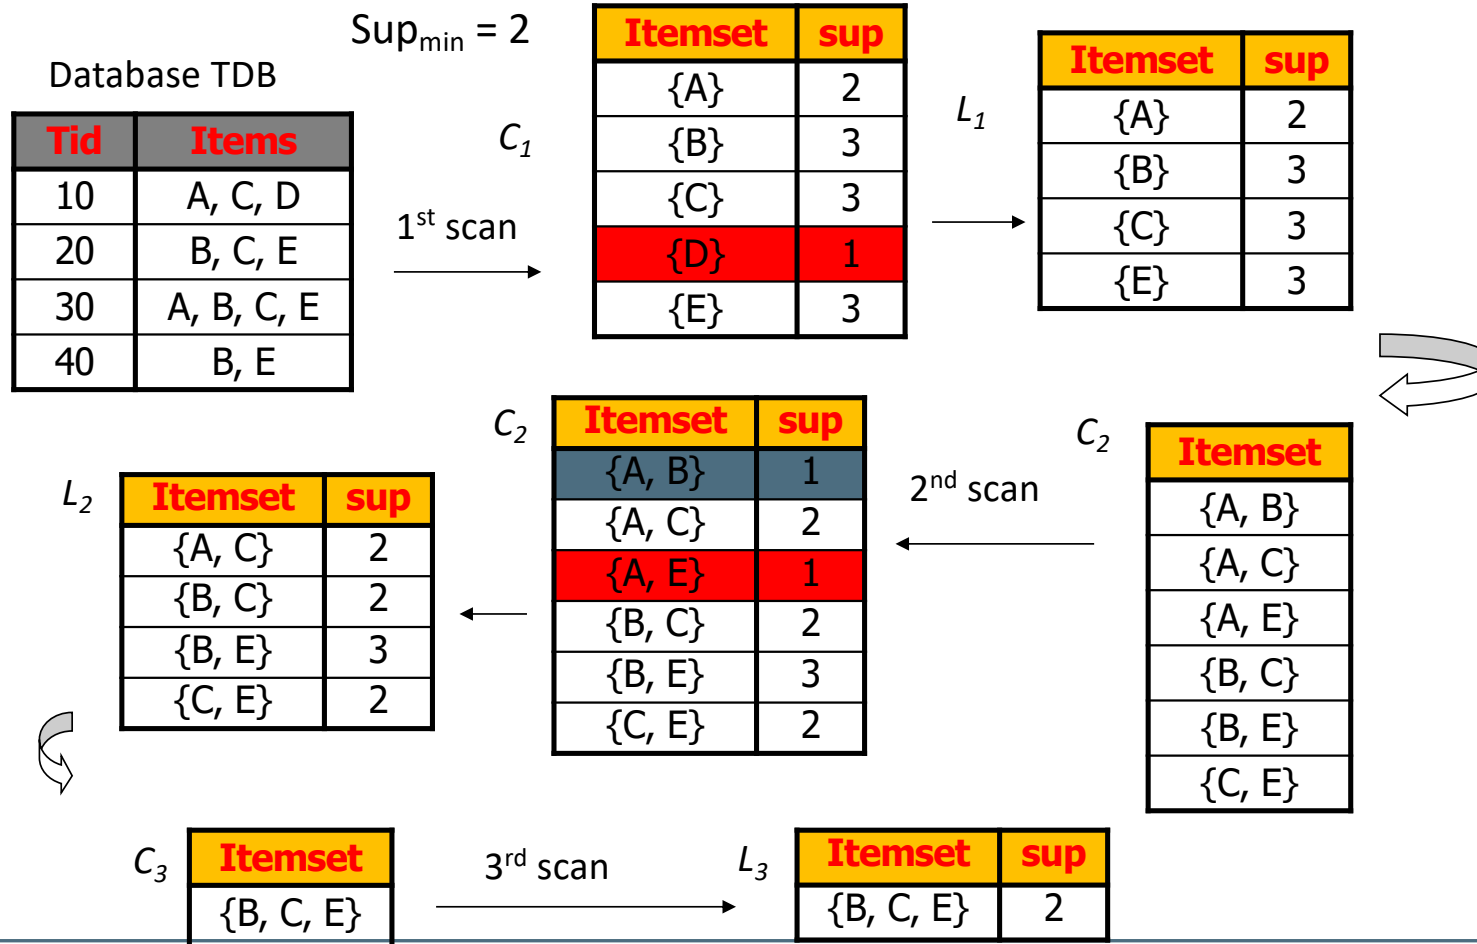 Sup_min = 2
Database TDB
Tid Items
10 A, C, D
20 B, C, E
30 A, B, C, E
40 B, E
1st scan
C1
Itemset sup
{A} 2
{B} 3
{C} 3
{D} 1
{E} 3
L1
Itemset sup
{A} 2
{B} 3
{C} 3
{E} 3
C2
Itemset
{A, B}
{A, C}
{A, E}
{B, C}
{B, E}
{C, E}
2nd scan
C2
Itemset sup
{A, B} 1
{A, C} 2
{A, E} 1
{B, C} 2
{B, E} 3
{C, E} 2
L2
Itemset sup
{A, C} 2
{B, C} 2
{B, E} 3
{C, E} 2
C3
Itemset
{B, C, E}
3rd scan
L3
Itemset sup
{B, C, E} 2